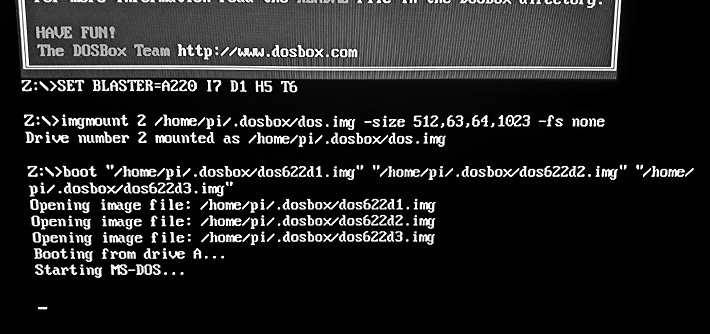 For more information read the README file in the DOSBox directory.
HAVE FUN!
The DOSBox Team http://www.dosbox.com
Z:\>SET BLASTER=A220 I7 D1 H5 T6
Z:\>imgmount 2 /home/pi/.dosbox/dos.img -size 512,63,64,1023 -fs none
Drive number 2 mounted as /home/pi/.dosbox/dos.img
Z:\>boot "/home/pi/.dosbox/dos622d1.img" "/home/pi/.dosbox/dos622d2.img" "/home/
pi/.dosbox/dos622d3.img"
Opening image file: /home/pi/.dosbox/dos622d1.img
Opening image file: /home/pi/.dosbox/dos622d2.img
Opening image file: /home/pi/.dosbox/dos622d3.img
Booting from drive A...
Starting MS-DOS...